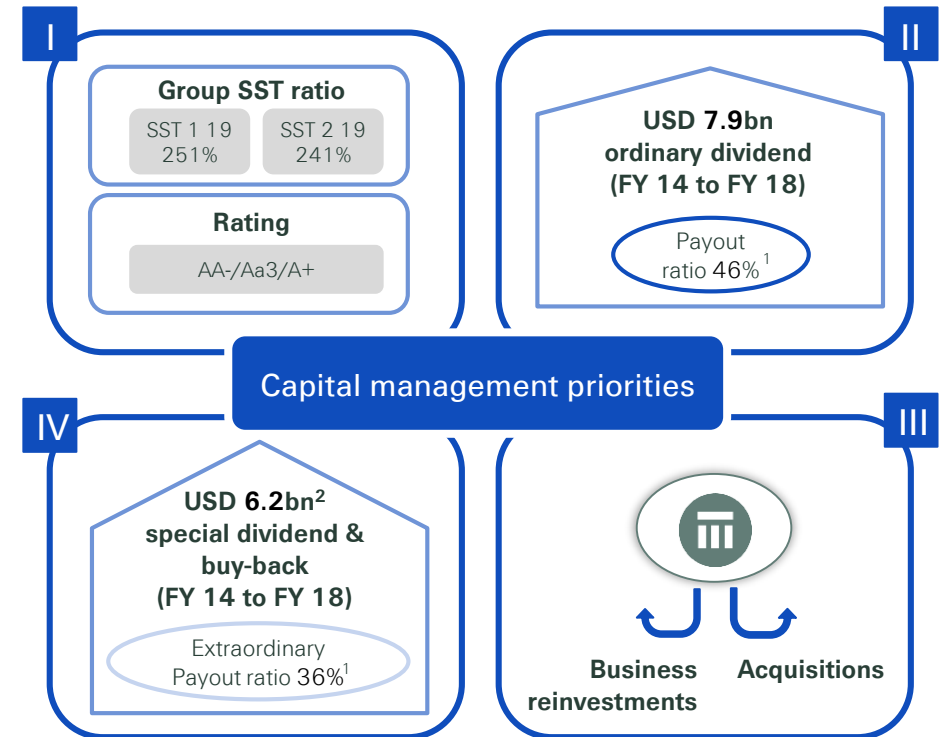 I
Group SST ratio
SST 1 19
251%
SST 2 19
241%
Rating
AA-/Aa3/A+
II
USD 7.9bn
ordinary dividend
(FY 14 to FY 18)
Payout
ratio 46%1
Capital management priorities
IV
USD 6.2bn2
special dividend &
buy-back
(FY 14 to FY 18)
Extraordinary
Payout ratio 36%1
III
Business
reinvestments
Acquisitions